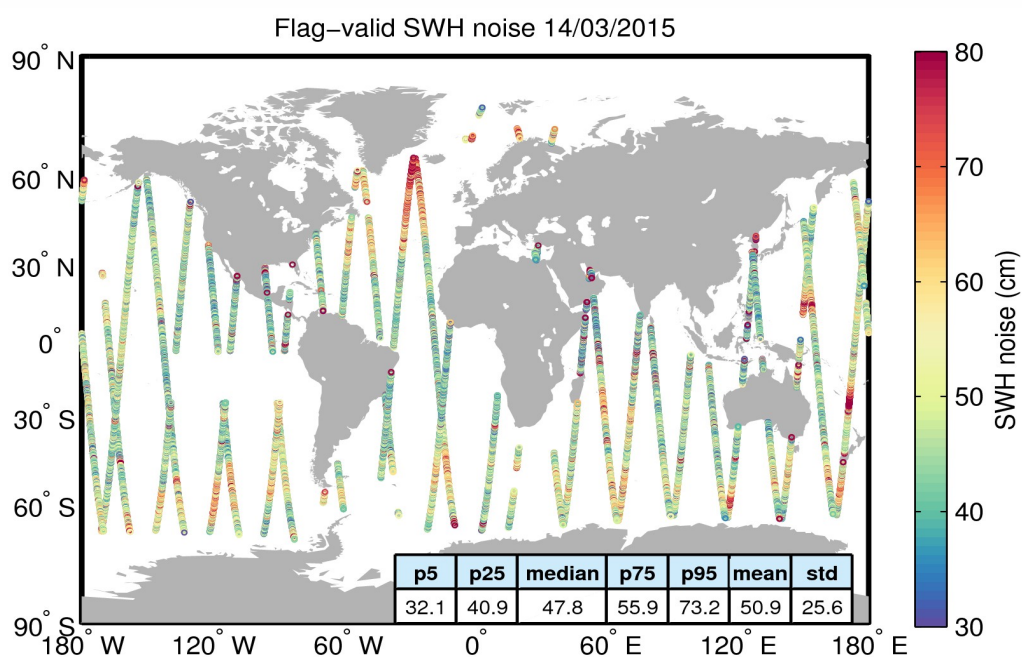 Flag−valid SWH noise 14/03/2015
90° N
60° N
30° N
0°
30° S
60° S
90° S
180° W
120° W
60° W
0°
60° E
120° E
180° E
80
70
60
50
40
30
SWH noise (cm)
p5 p25 median p75 p95 mean std
32.1 40.9 47.8 55.9 73.2 50.9 25.6